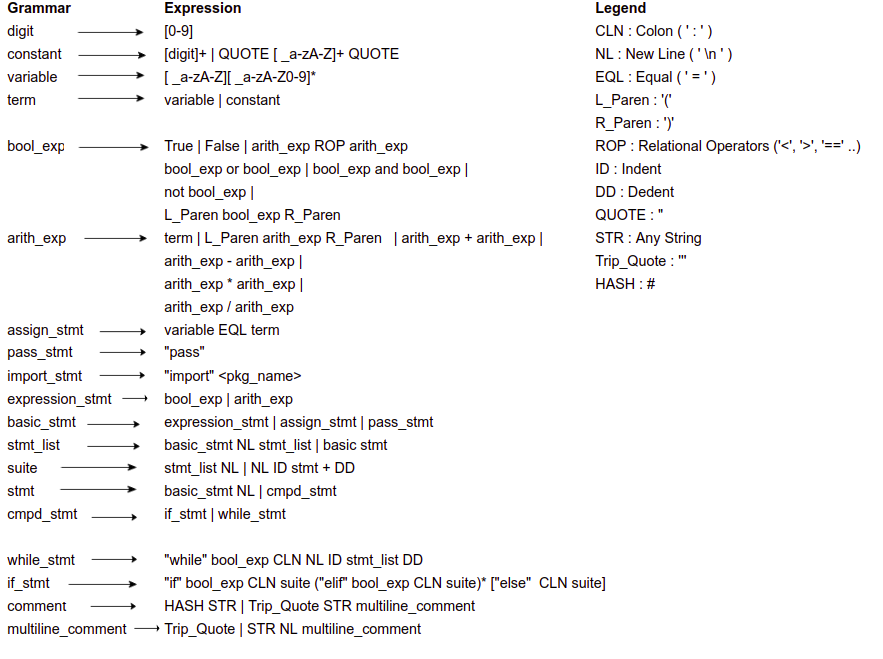 Grammar Expression Legend
digit [0-9] CLN : Colon ( ' : ' )
constant [digit]+ | QUOTE [ _a-zA-Z]+ QUOTE NL : New Line ( ' \n ' )
variable [ _a-zA-Z][ _a-zA-Z0-9]* EQL : Equal ( ' = ' )
term variable | constant L_Paren : '('
R_Paren : ')'
bool_exp True | False | arith_exp ROP arith_exp ROP : Relational Operators ('<', '>', '==' ..)
bool_exp or bool_exp | bool_exp and bool_exp | ID : Indent
not bool_exp | DD : Dedent
L_Paren bool_exp R_Paren QUOTE : "
arith_exp term | L_Paren arith_exp R_Paren | arith_exp + arith_exp | STR : Any String
arith_exp - arith_exp | Trip_Quote : '"
arith_exp * arith_exp | HASH : #
arith_exp / arith_exp
assign_stmt variable EQL term
pass_stmt "pass"
import_stmt "import" <pkg_name>
expression_stmt bool_exp | arith_exp
basic_stmt expression_stmt | assign_stmt | pass_stmt
stmt_list basic_stmt NL stmt_list | basic stmt
suite stmt_list NL | NL ID stmt + DD
stmt basic_stmt NL | cmpd_stmt
cmpd_stmt if_stmt | while_stmt
while_stmt "while" bool_exp CLN NL ID stmt_list DD
if_stmt "if" bool_exp CLN suite ("elif" bool_exp CLN suite)* ["else" CLN suite]
comment HASH STR | Trip_Quote STR multiline_comment
multiline_comment Trip_Quote | STR NL multiline_comment